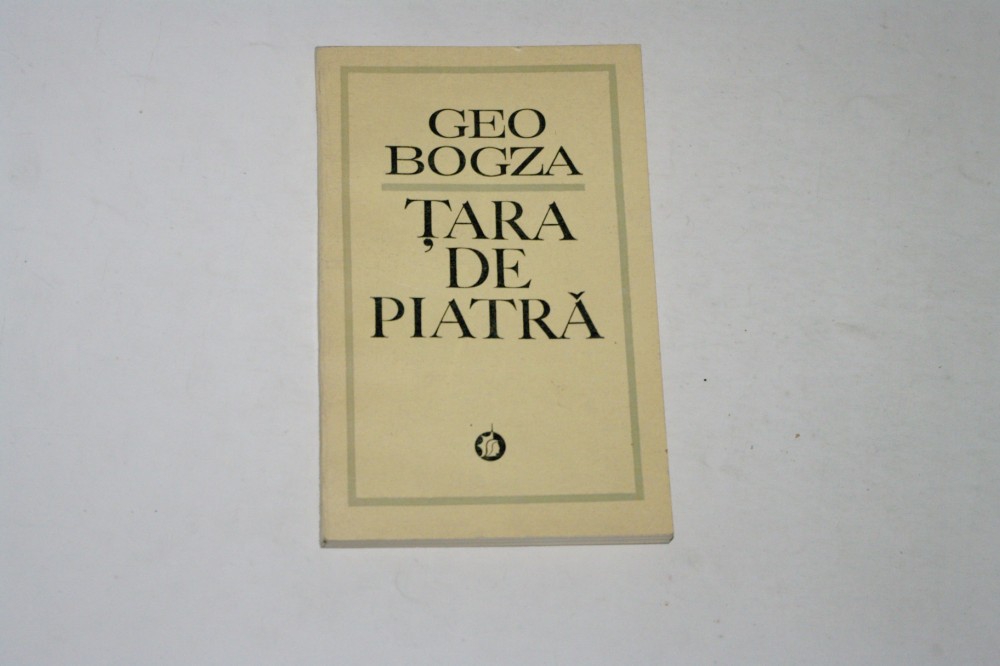 GEO
BOGZA
ȚARA
DE
PIATRĂ